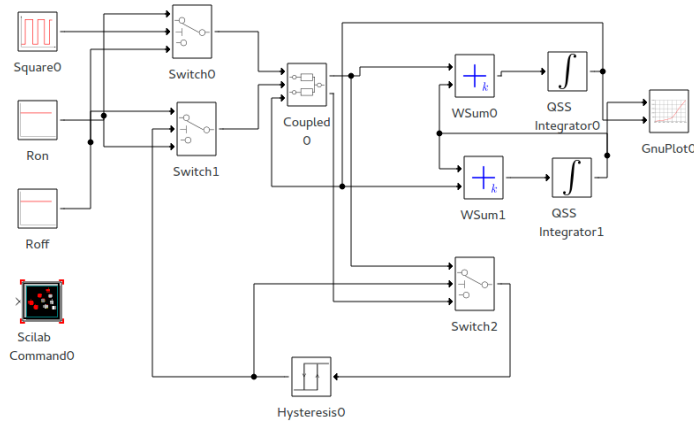 Square0
Switch0
Ron
Switch1
Roff
Scilab
Command0
Coupled
0
k
WSum0
QSS
Integrator0
GnuPlot0
k
WSum1
QSS
Integrator1
Switch2
Hysteresis0